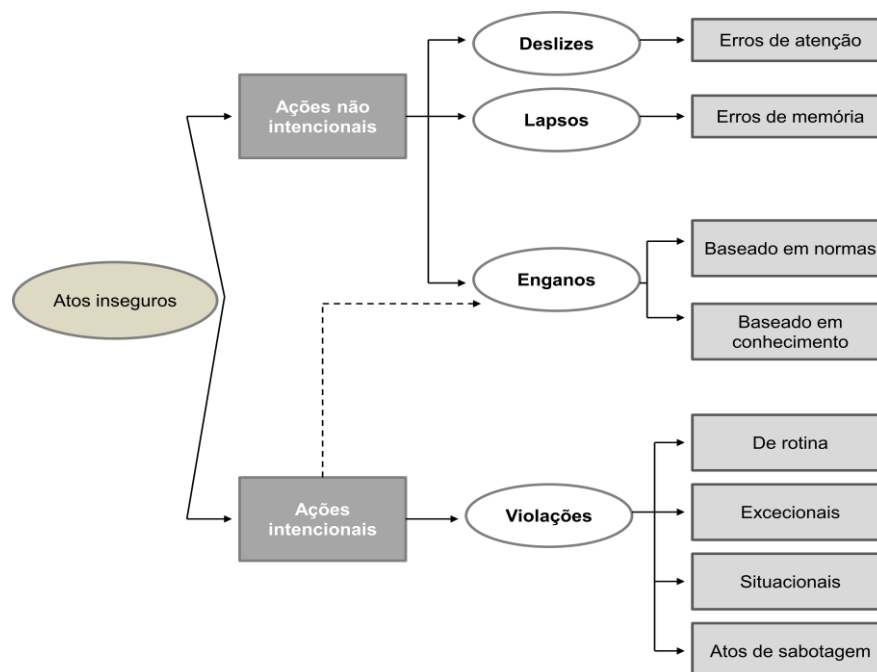 Deslizes
Erros de atenção
Ações não
intencionais
Lapsos
Erros de memória
Baseado em normas
Atos inseguros
Enganos
Baseado em
conhecimento
De rotina
Ações
intencionais
Violações
Excecionais
Situacionais
Atos de sabotagem